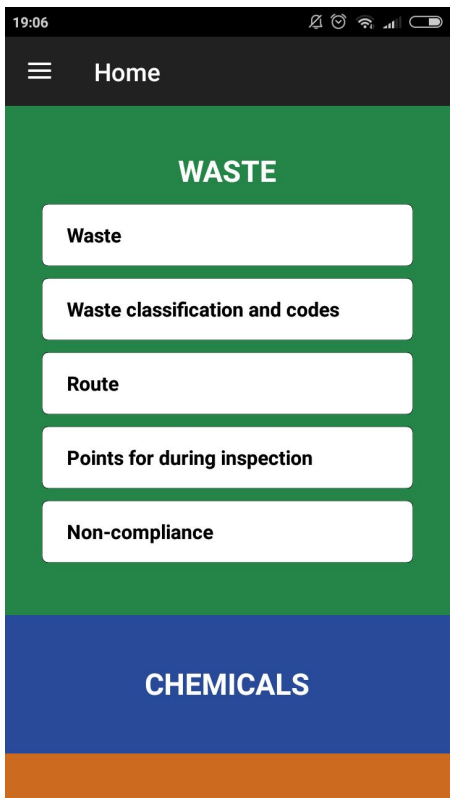 19:06
Home
WASTE
Waste
Waste classification and codes
Route
Points for during inspection
Non-compliance
CHEMICALS